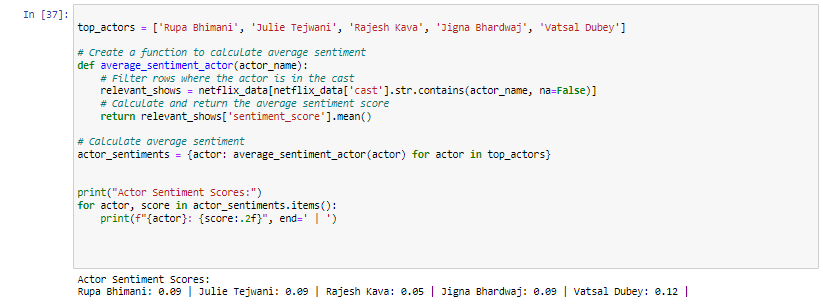 In [37]:
top_actors = ['Rupa Bhimani', 'Julie Tejwani', 'Rajesh Kava', 'Jigna Bhardwaj', 'Vatsal Dubey']
# Create a function to calculate average sentiment
def average_sentiment_actor(actor_name):
# Filter rows where the actor is in the cast
relevant_shows = netflix_data[netflix_data['cast'].str.contains(actor_name, na=False)]
# Calculate and return the average sentiment score
return relevant_shows['sentiment_score'].mean()
# Calculate average sentiment
actor_sentiments = {actor: average_sentiment_actor(actor) for actor in top_actors}
print("Actor Sentiment Scores:")
for actor, score in actor_sentiments.items():
print(f"{actor}: {score:.2f}", end=' | ')
Actor Sentiment Scores:
Rupa Bhimani: 0.09 | Julie Tejwani: 0.09 | Rajesh Kava: 0.05 | Jigna Bhardwaj: 0.09 | Vatsal Dubey: 0.12 |